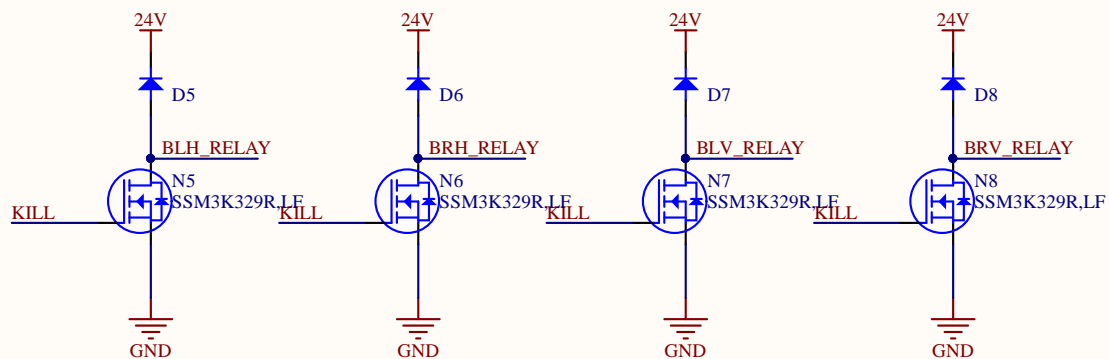 24V 24V 24V 24V
D5 D6 D7 D8
BLH_RELAY BRH_RELAY BLV_RELAY BRV_RELAY
N5 N6 N7 N8
SSM3K329R,LF SSM3K329R,LF SSM3K329R,LF SSM3K329R,LF
KILL KILL KILL KILL
GND GND GND GND